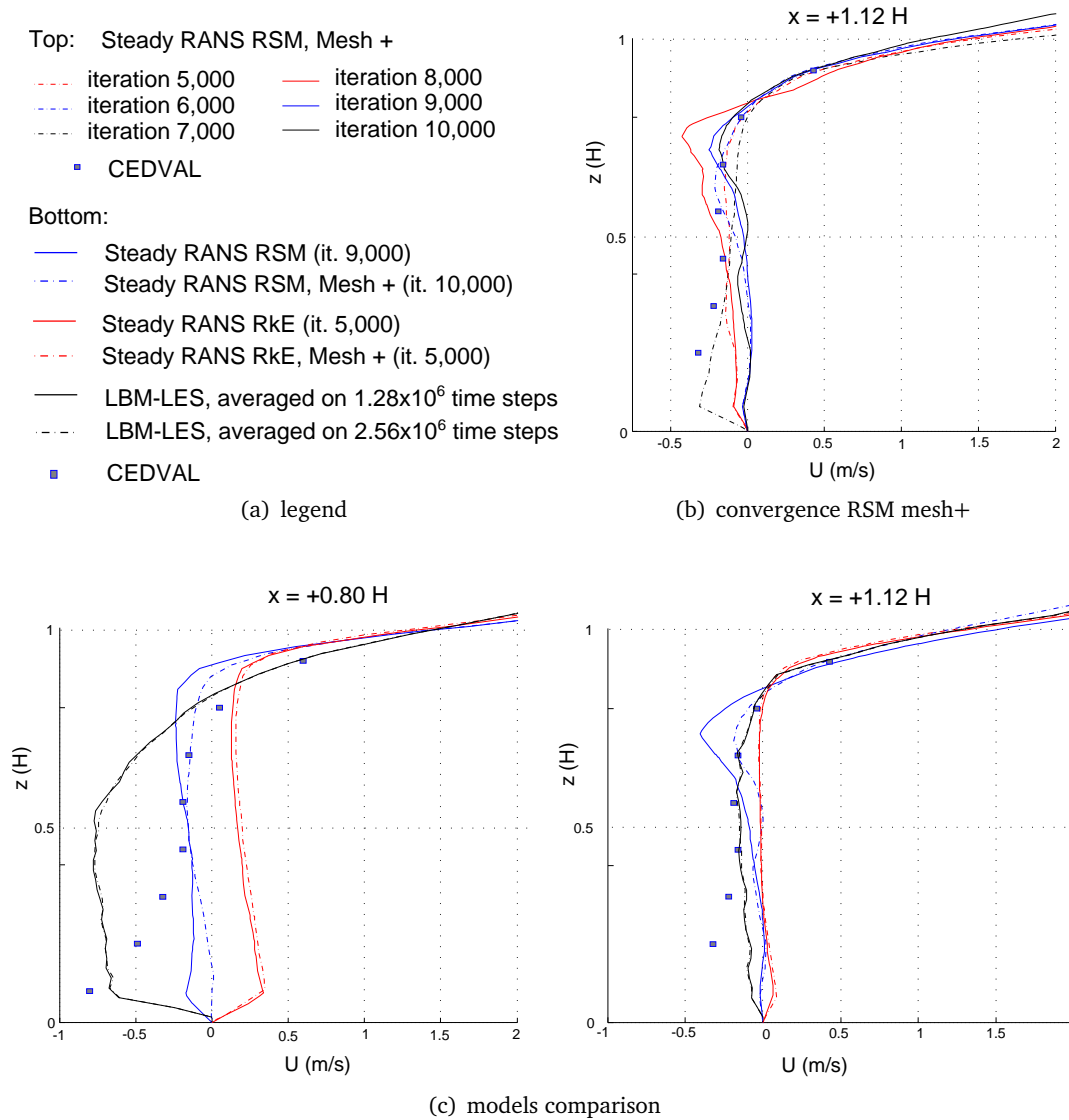 Top: Steady RANS RSM, Mesh +
iteration 5,000
iteration 8,000
iteration 6,000
iteration 9,000
iteration 7,000
iteration 10,000
CEDVAL
Bottom:
Steady RANS RSM (it. 9,000)
Steady RANS RSM, Mesh + (it. 10,000)
Steady RANS RkE (it. 5,000)
Steady RANS RkE, Mesh + (it. 5,000)
LBM-LES, averaged on 1.28x10⁶ time steps
LBM-LES, averaged on 2.56x10⁶ time steps
CEDVAL
(a) legend
x = +1.12 H
z (H)
1
0.5
0
-0.5
0
0.5
1
1.5
2
U (m/s)
(b) convergence RSM mesh+
x = +0.80 H
z (H)
1
0.5
0
-1
-0.5
0
0.5
1
1.5
2
U (m/s)
x = +1.12 H
z (H)
1
0.5
0
-1
-0.5
0
0.5
1
1.5
U (m/s)
(c) models comparison